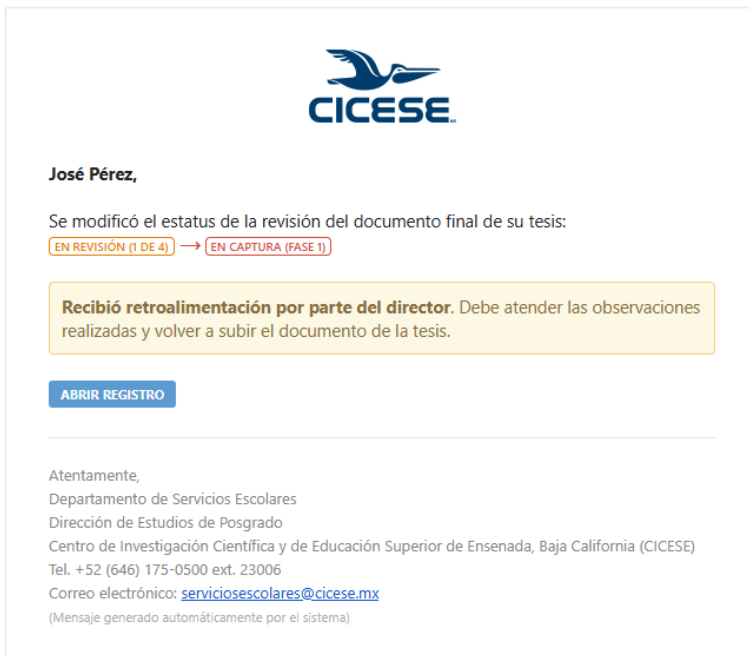 CICESE
José Pérez,
Se modificó el estatus de la revisión del documento final de su tesis:
EN REVISIÓN (1 DE 4) → EN CAPTURA (FASE 1)
Recibió retroalimentación por parte del director. Debe atender las observaciones
realizadas y volver a subir el documento de la tesis.
ABRIR REGISTRO
Atentamente,
Departamento de Servicios Escolares
Dirección de Estudios de Posgrado
Centro de Investigación Científica y de Educación Superior de Ensenada, Baja California (CICESE)
Tel. +52 (646) 175-0500 ext. 23006
Correo electrónico: serviciosescolares@cicese.mx
(Mensaje generado automáticamente por el sistema)